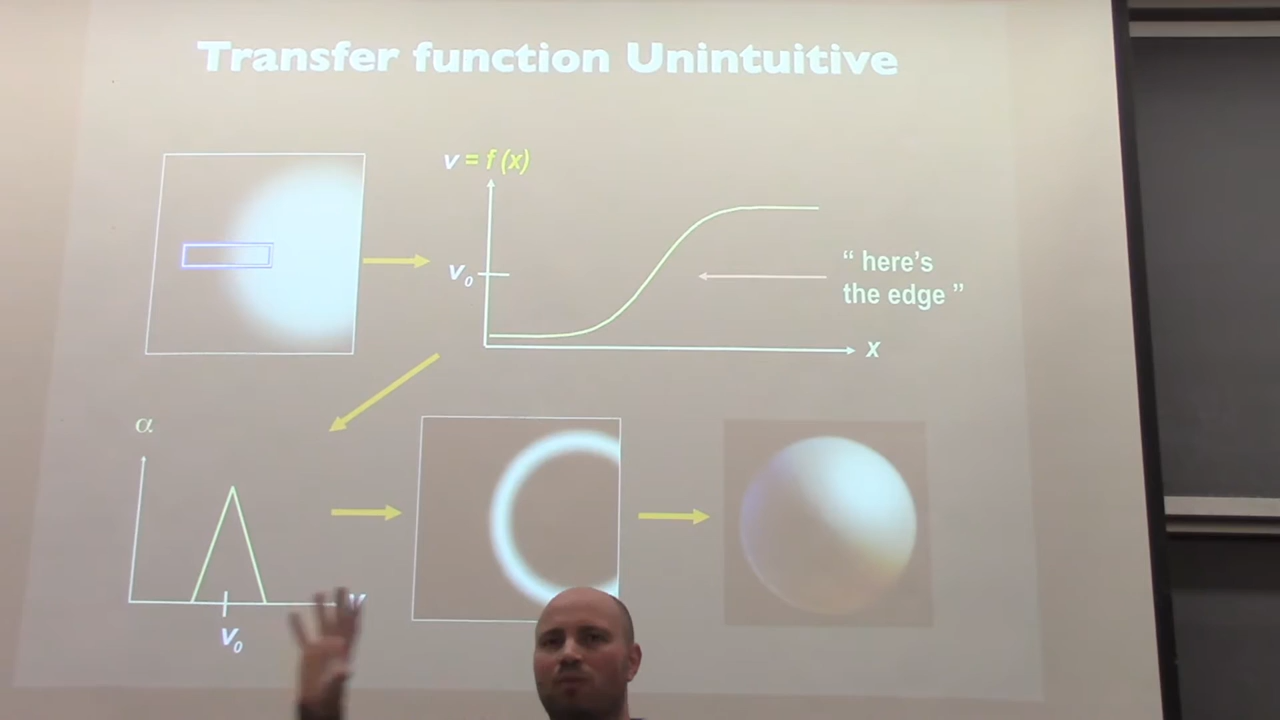 Transfer function Unintuitive
v = f (x)
v₀
“ here’s
the edge ”
x
α
v
v₀